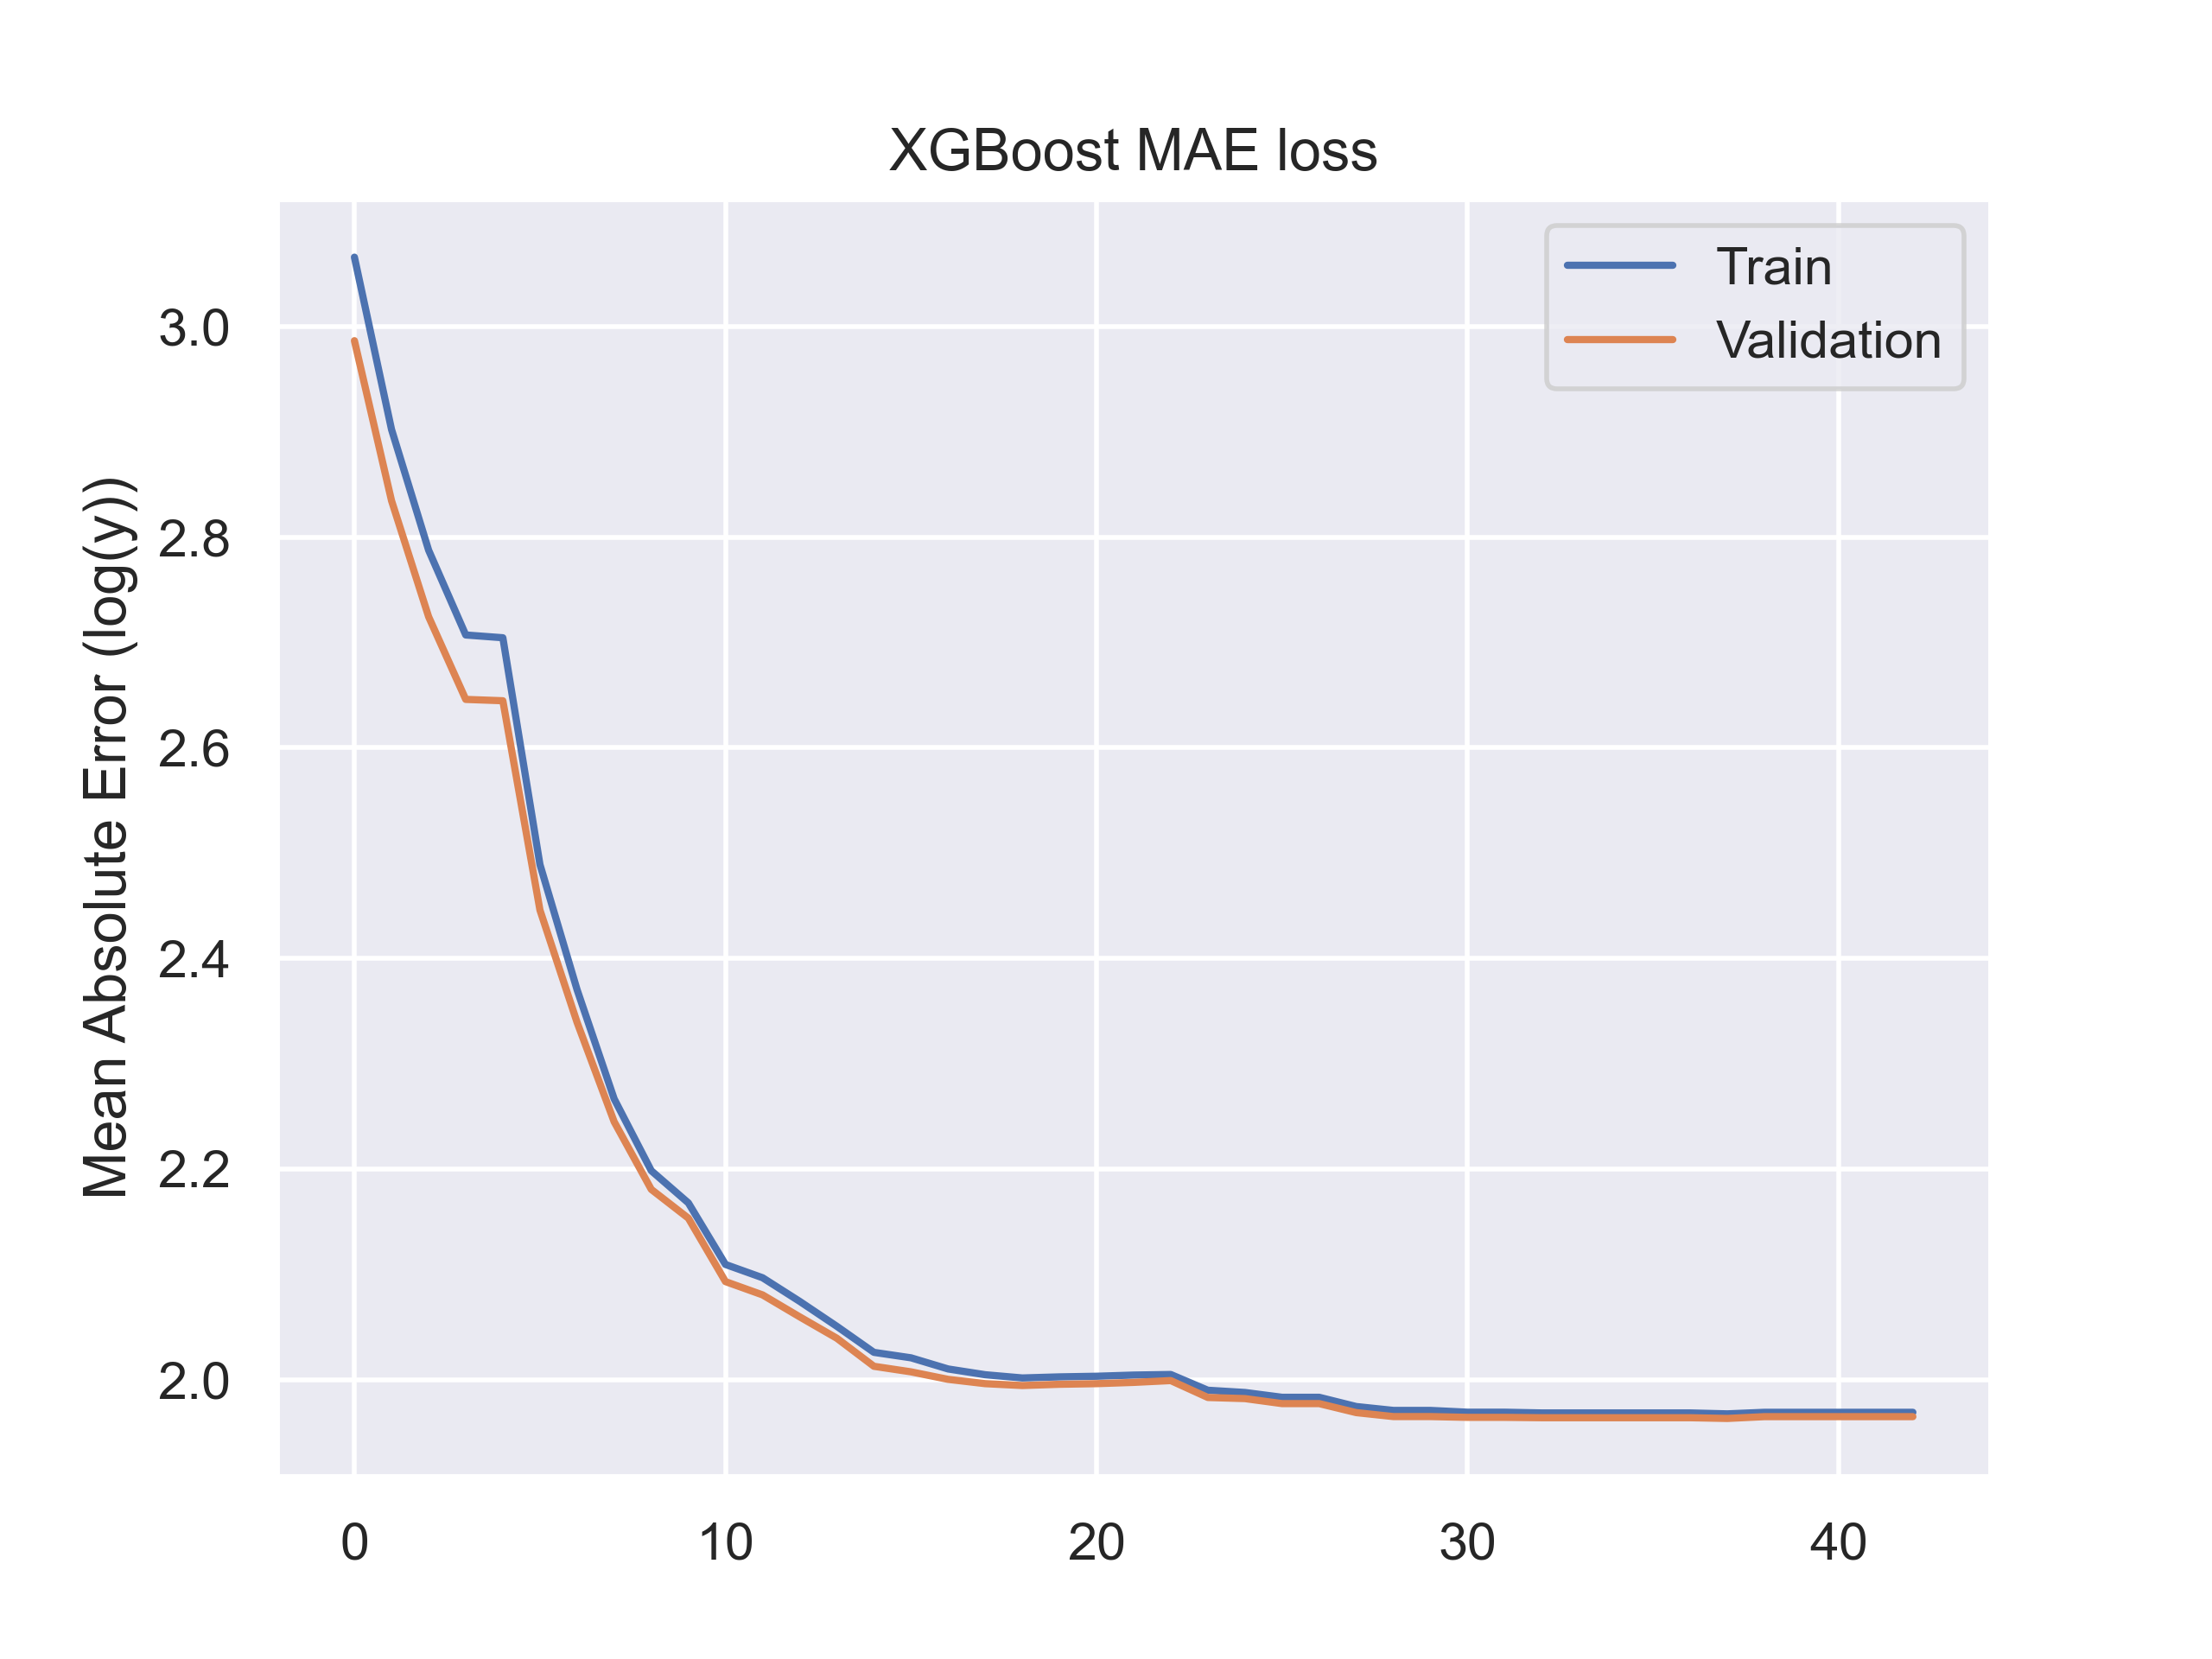 XGBoost MAE loss
Train
Validation
Mean Absolute Error (log(y))
3.0
2.8
2.6
2.4
2.2
2.0
0 10 20 30 40